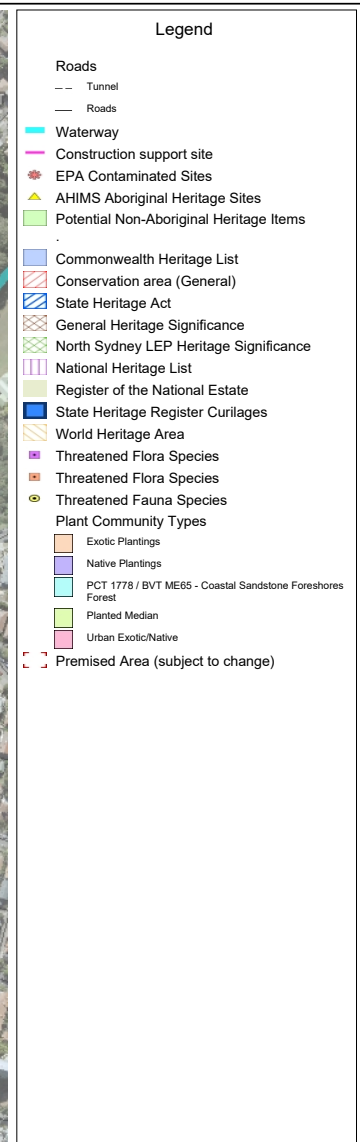 Legend
Roads
Tunnel
Roads
Waterway
Construction support site
EPA Contaminated Sites
AHIMS Aboriginal Heritage Sites
Potential Non-Aboriginal Heritage Items
.
Commonwealth Heritage List
Conservation area (General)
State Heritage Act
General Heritage Significance
North Sydney LEP Heritage Significance
National Heritage List
Register of the National Estate
State Heritage Register Curilages
World Heritage Area
Threatened Flora Species
Threatened Flora Species
Threatened Fauna Species
Plant Community Types
Exotic Plantings
Native Plantings
PCT 1778 / BVT ME65 - Coastal Sandstone Foreshores
Forest
Planted Median
Urban Exotic/Native
Premised Area (subject to change)